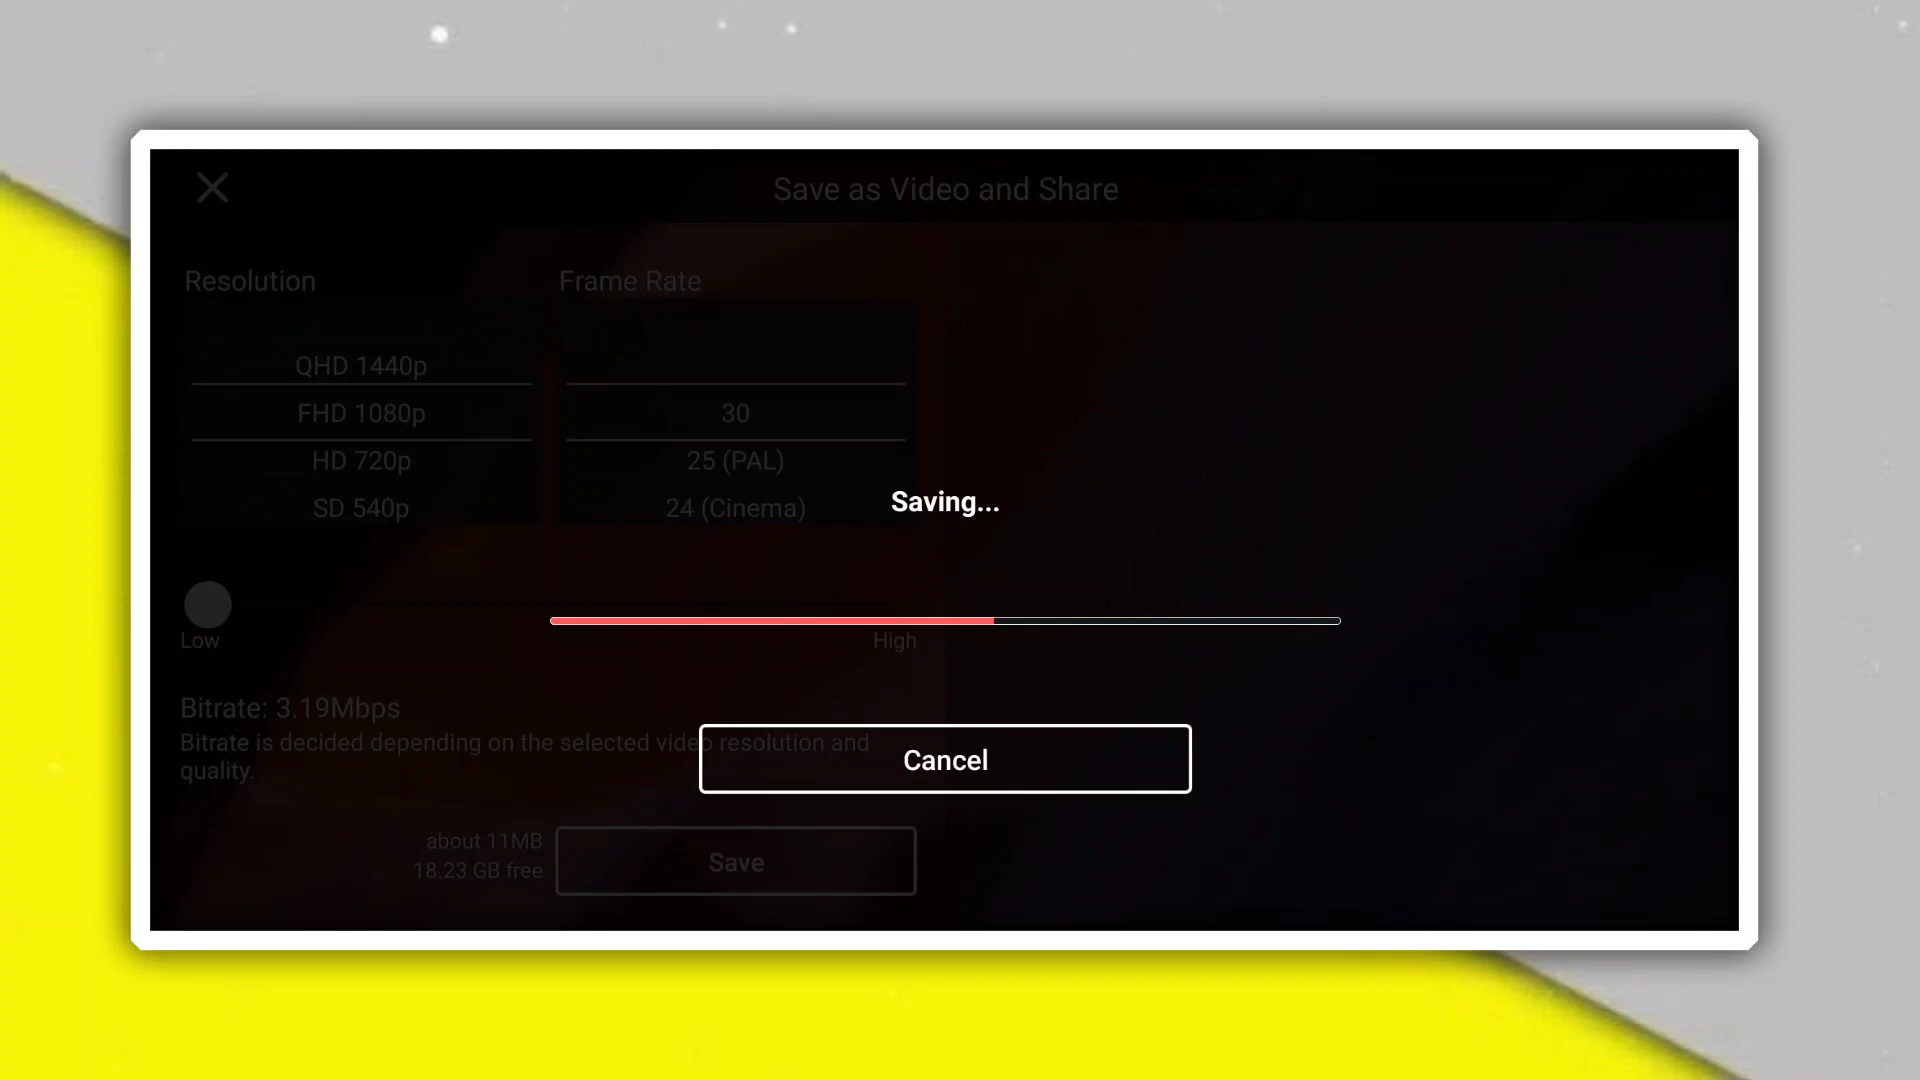 Save as Video and Share
Resolution
Frame Rate
QHD 1440p
FHD 1080p
HD 720p
SD 540p
30
25 (PAL)
24 (Cinema)
Saving...
Low
High
Bitrate: 3.19Mbps
Bitrate is decided depending on the selected video resolution and
quality.
Cancel
about 11MB
18.23 GB free
Save